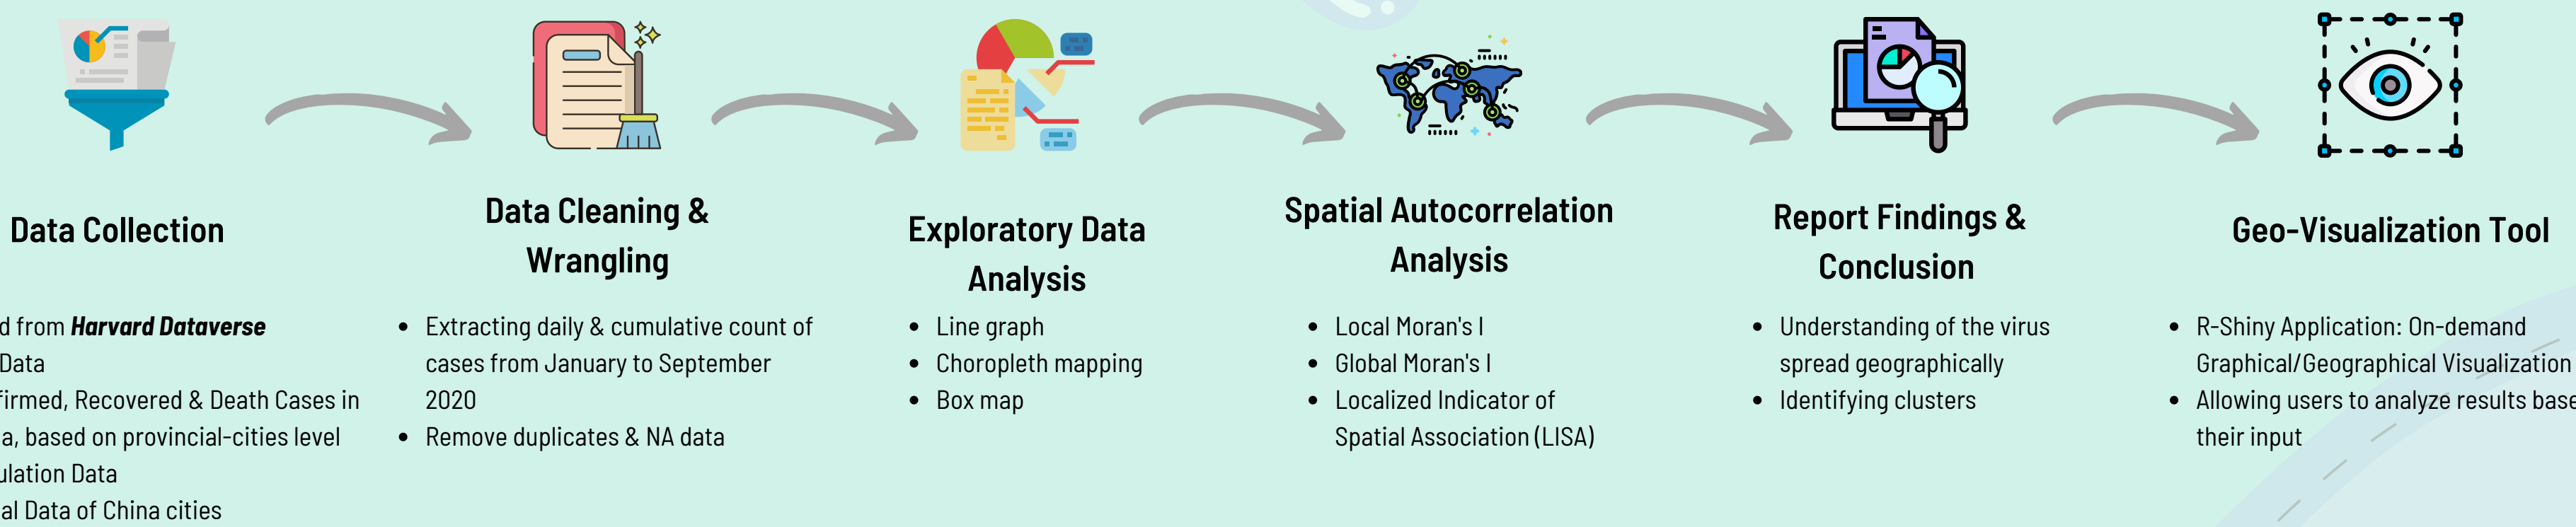 Data Collection
d from Harvard Dataverse
Data
firmed, Recovered & Death Cases in
a, based on provincial-cities level
ulation Data
al Data of China cities
Data Cleaning &
Wrangling
• Extracting daily & cumulative count of
cases from January to September
2020
• Remove duplicates & NA data
Exploratory Data
Analysis
• Line graph
• Choropleth mapping
• Box map
Spatial Autocorrelation
Analysis
• Local Moran's I
• Global Moran's I
• Localized Indicator of
Spatial Association (LISA)
Report Findings &
Conclusion
• Understanding of the virus
spread geographically
• Identifying clusters
Geo-Visualization Tool
• R-Shiny Application: On-demand
Graphical/Geographical Visualization
• Allowing users to analyze results base
their input